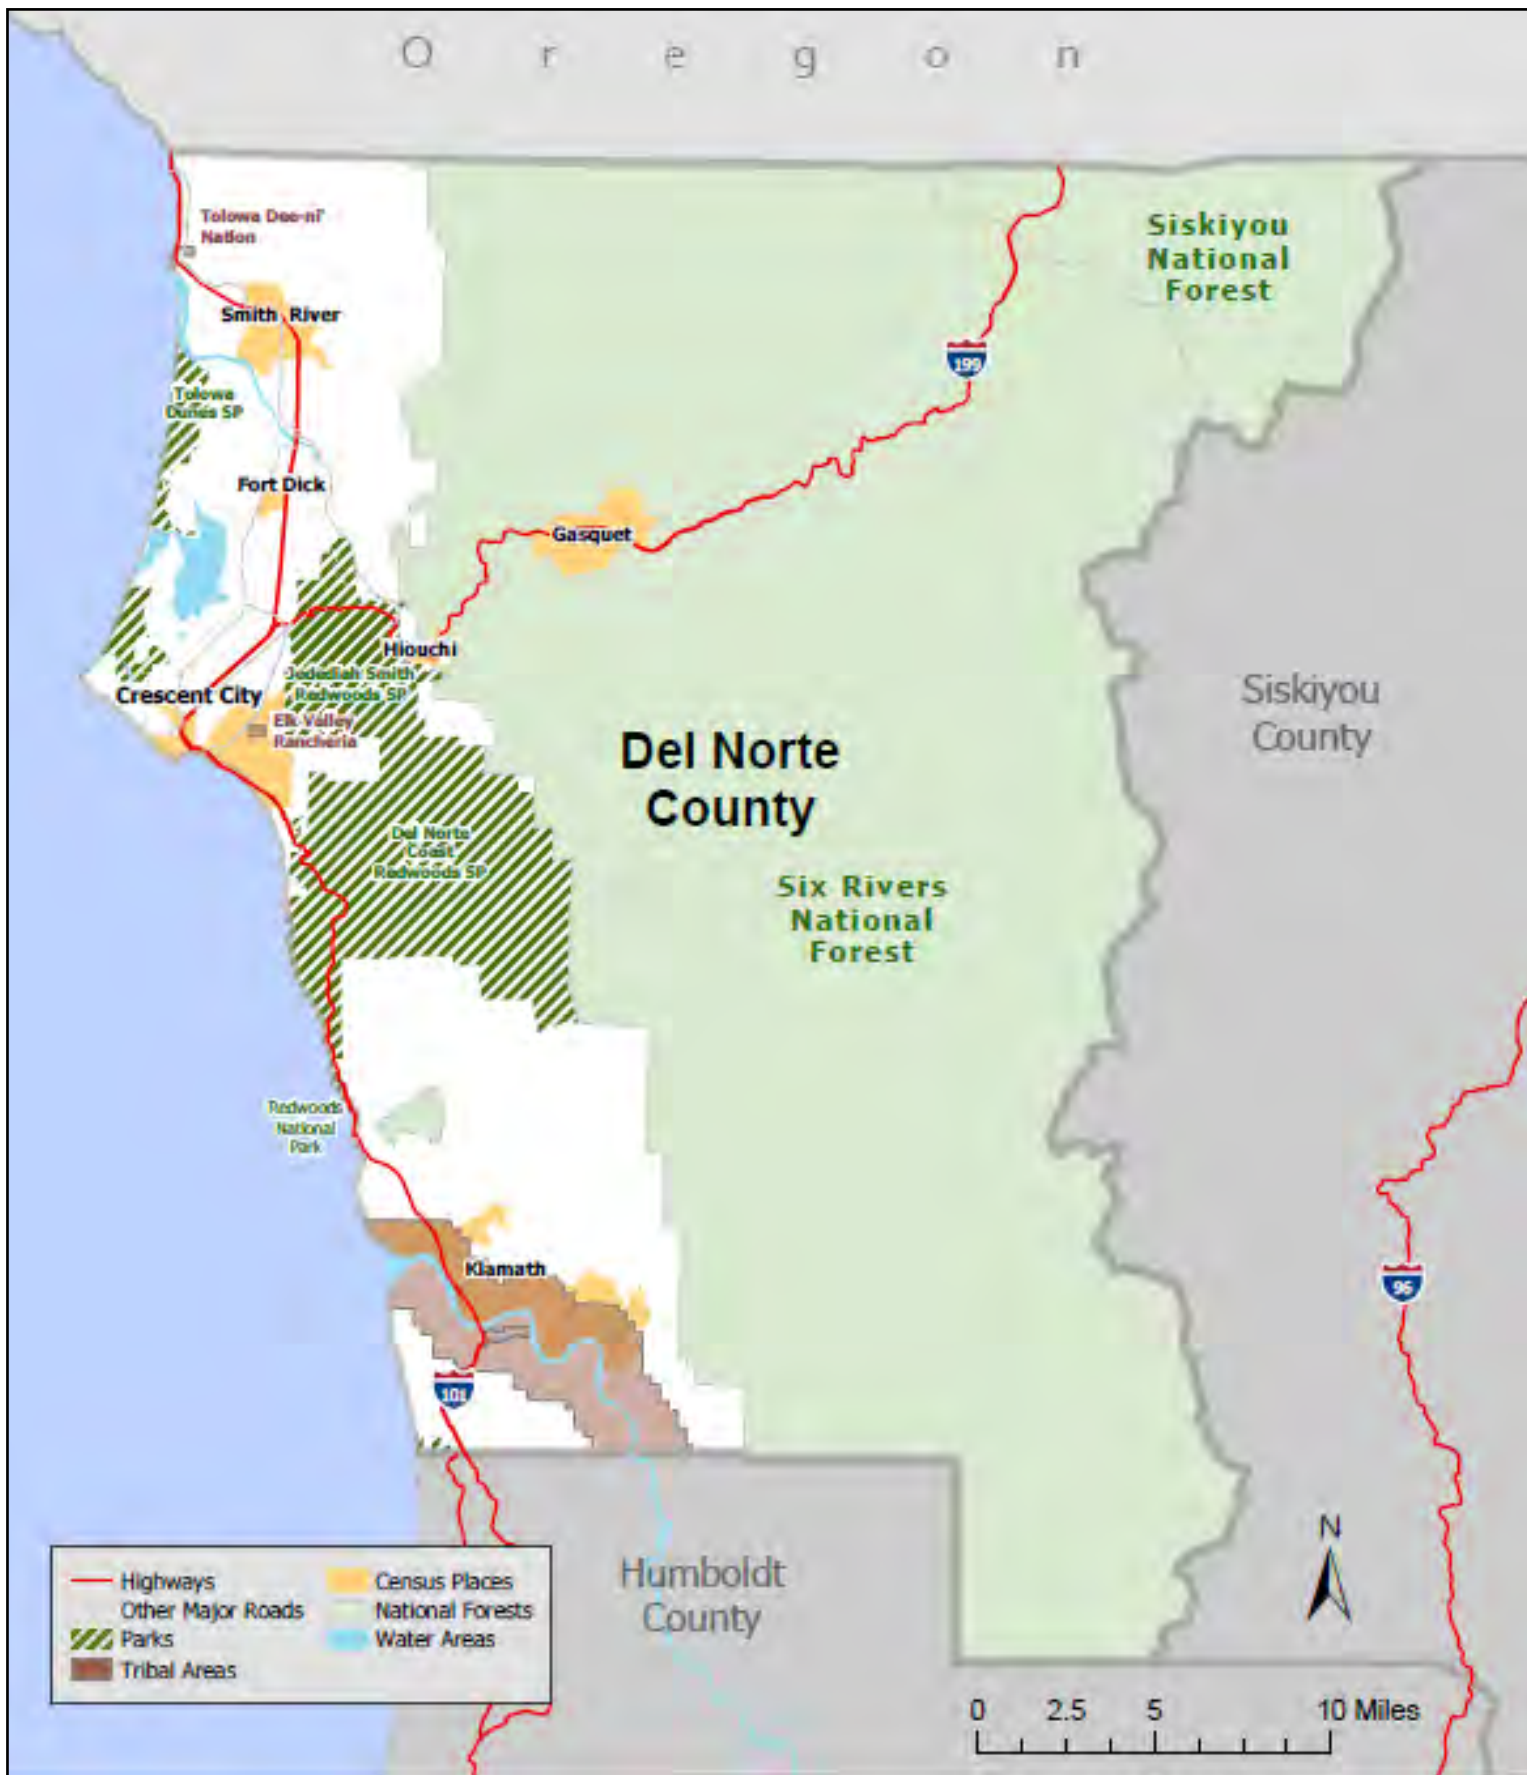 O r e g o n
Tolowa Dee-ni'
Nation
Siskiyou
National
Forest
Smith River
199
Tolowa
Dunes SP
Fort Dick
Gasquet
Hiouchi
Jedediah Smith
Redwoods SP
Crescent City
Elk Valley
Rancheria
Siskiyou
County
Del Norte
County
Del Norte
Coast
Redwoods SP
Six Rivers
National
Forest
Redwoods
National
Park
Klamath
96
101
Humboldt
County
N
Highways
Other Major Roads
Parks
Tribal Areas
Census Places
National Forests
Water Areas
0 2.5 5 10 Miles